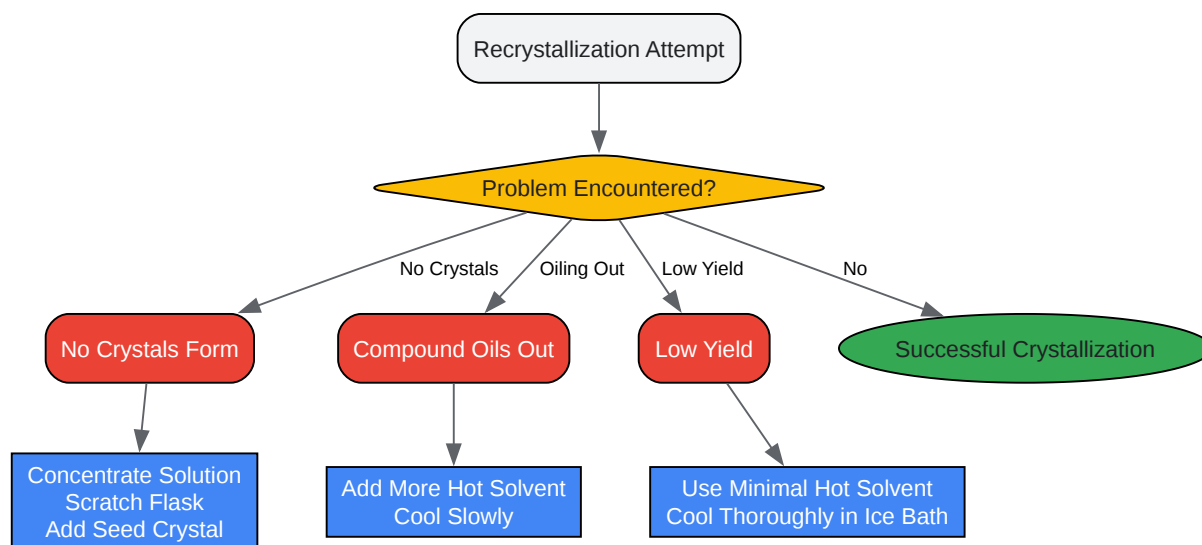 Recrystallization Attempt
Problem Encountered?
No Crystals
Oiling Out
Low Yield
No
No Crystals Form
Compound Oils Out
Low Yield
Successful Crystallization
Concentrate Solution
Scratch Flask
Add Seed Crystal
Add More Hot Solvent
Cool Slowly
Use Minimal Hot Solvent
Cool Thoroughly in Ice Bath